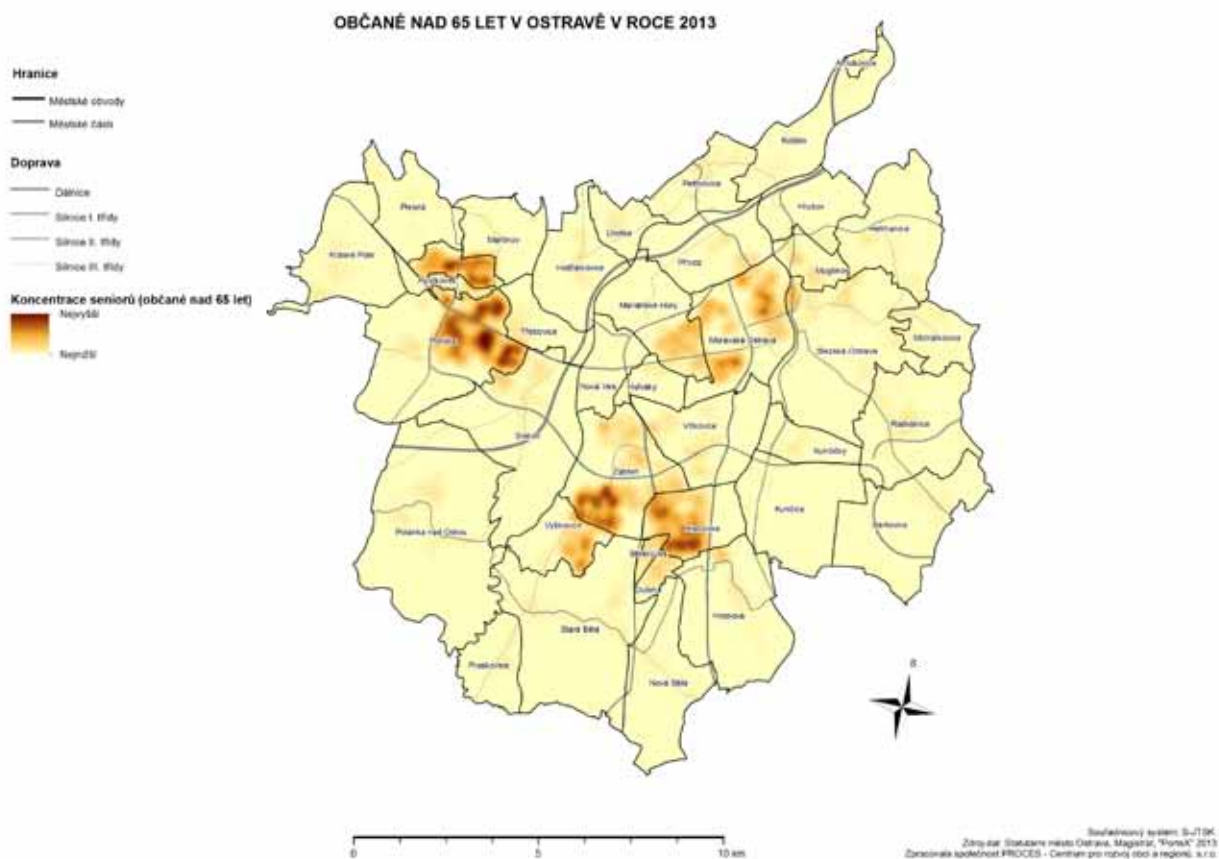 OBČANÉ NAD 65 LET V OSTRAVĚ V ROCE 2013
Hranice
Městské obvody
Městské části
Doprava
Dálnice
Silnice I. třídy
Silnice II. třídy
Silnice III. třídy
Koncentrace seniorů (občané nad 65 let)
Nejvyšší
Nejnižší
Antošovice
Koblov
Petřkovice
Hrušov
Heřmanice
Plesná
Martinov
Lhotka
Krásné Pole
Hošťálkovice
Přívoz
Muglinov
Pustkovec
Mariánské Hory
Poruba
Třebovice
Moravská Ostrava
Slezská Ostrava
Michálkovice
Nová Ves
Hulváky
Svinov
Vítkovice
Radvanice
Zábřeh
Kunčičky
Kunčice
Bartovice
Výškovice
Hrabůvka
Polanka nad Odrou
Bělský Les
Dubina
Hrabová
Stará Bělá
Proskovice
Nová Bělá
S
0
5
10 km
Souřadnicový systém: S-JTSK
Zdroj dat: Statutární město Ostrava, Magistrát, "PorteX" 2013
Zpracovala společnost PROCES - Centrum pro rozvoj obcí a regionů, s.r.o.